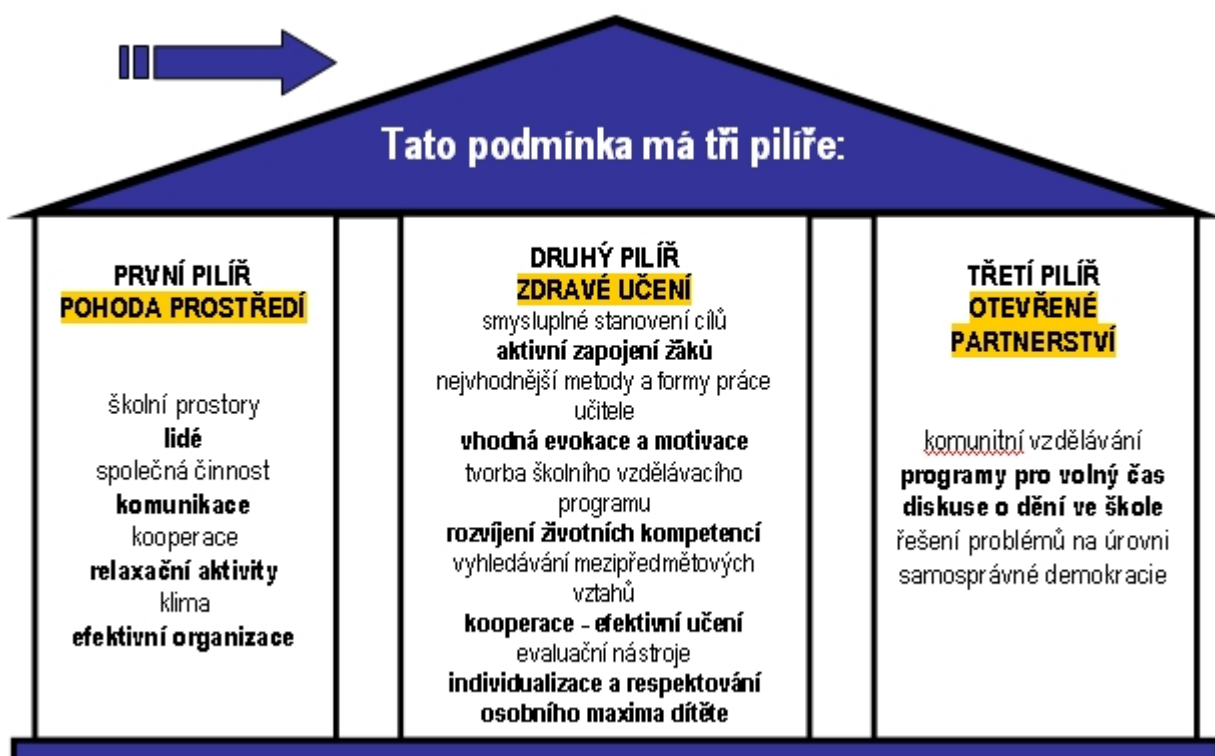 Tato podmínka má tři pilíře:
PRVNÍ PILÍŘ
POHODA PROSTŘEDÍ
školní prostory
lidé
společná činnost
komunikace
kooperace
relaxační aktivity
klima
efektivní organizace
DRUHÝ PILÍŘ
ZDRAVÉ UČENÍ
smysluplné stanovení cílů
aktivní zapojení žáků
nejvhodnější metody a formy práce
učitele
vhodná evokace a motivace
tvorba školního vzdělávacího
programu
rozvíjení životních kompetencí
vyhledávání mezipředmětových
vztahů
kooperace - efektivní učení
evaluační nástroje
individualizace a respektování
osobního maxima dítěte
TŘETÍ PILÍŘ
OTEVŘENÉ
PARTNERSTVÍ
komunitní vzdělávání
programy pro volný čas
diskuse o dění ve škole
řešení problémů na úrovni
samosprávné demokracie